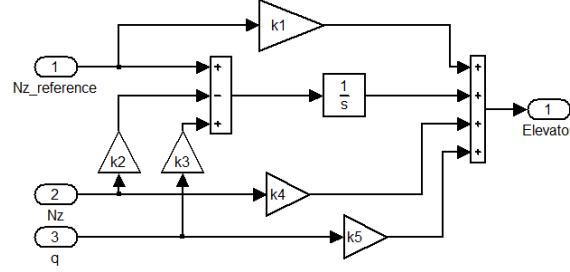 k1
1
Nz_reference
+
−
+
1
s
+
+
+
+
1
Elevato
k2
k3
2
Nz
k4
3
q
k5